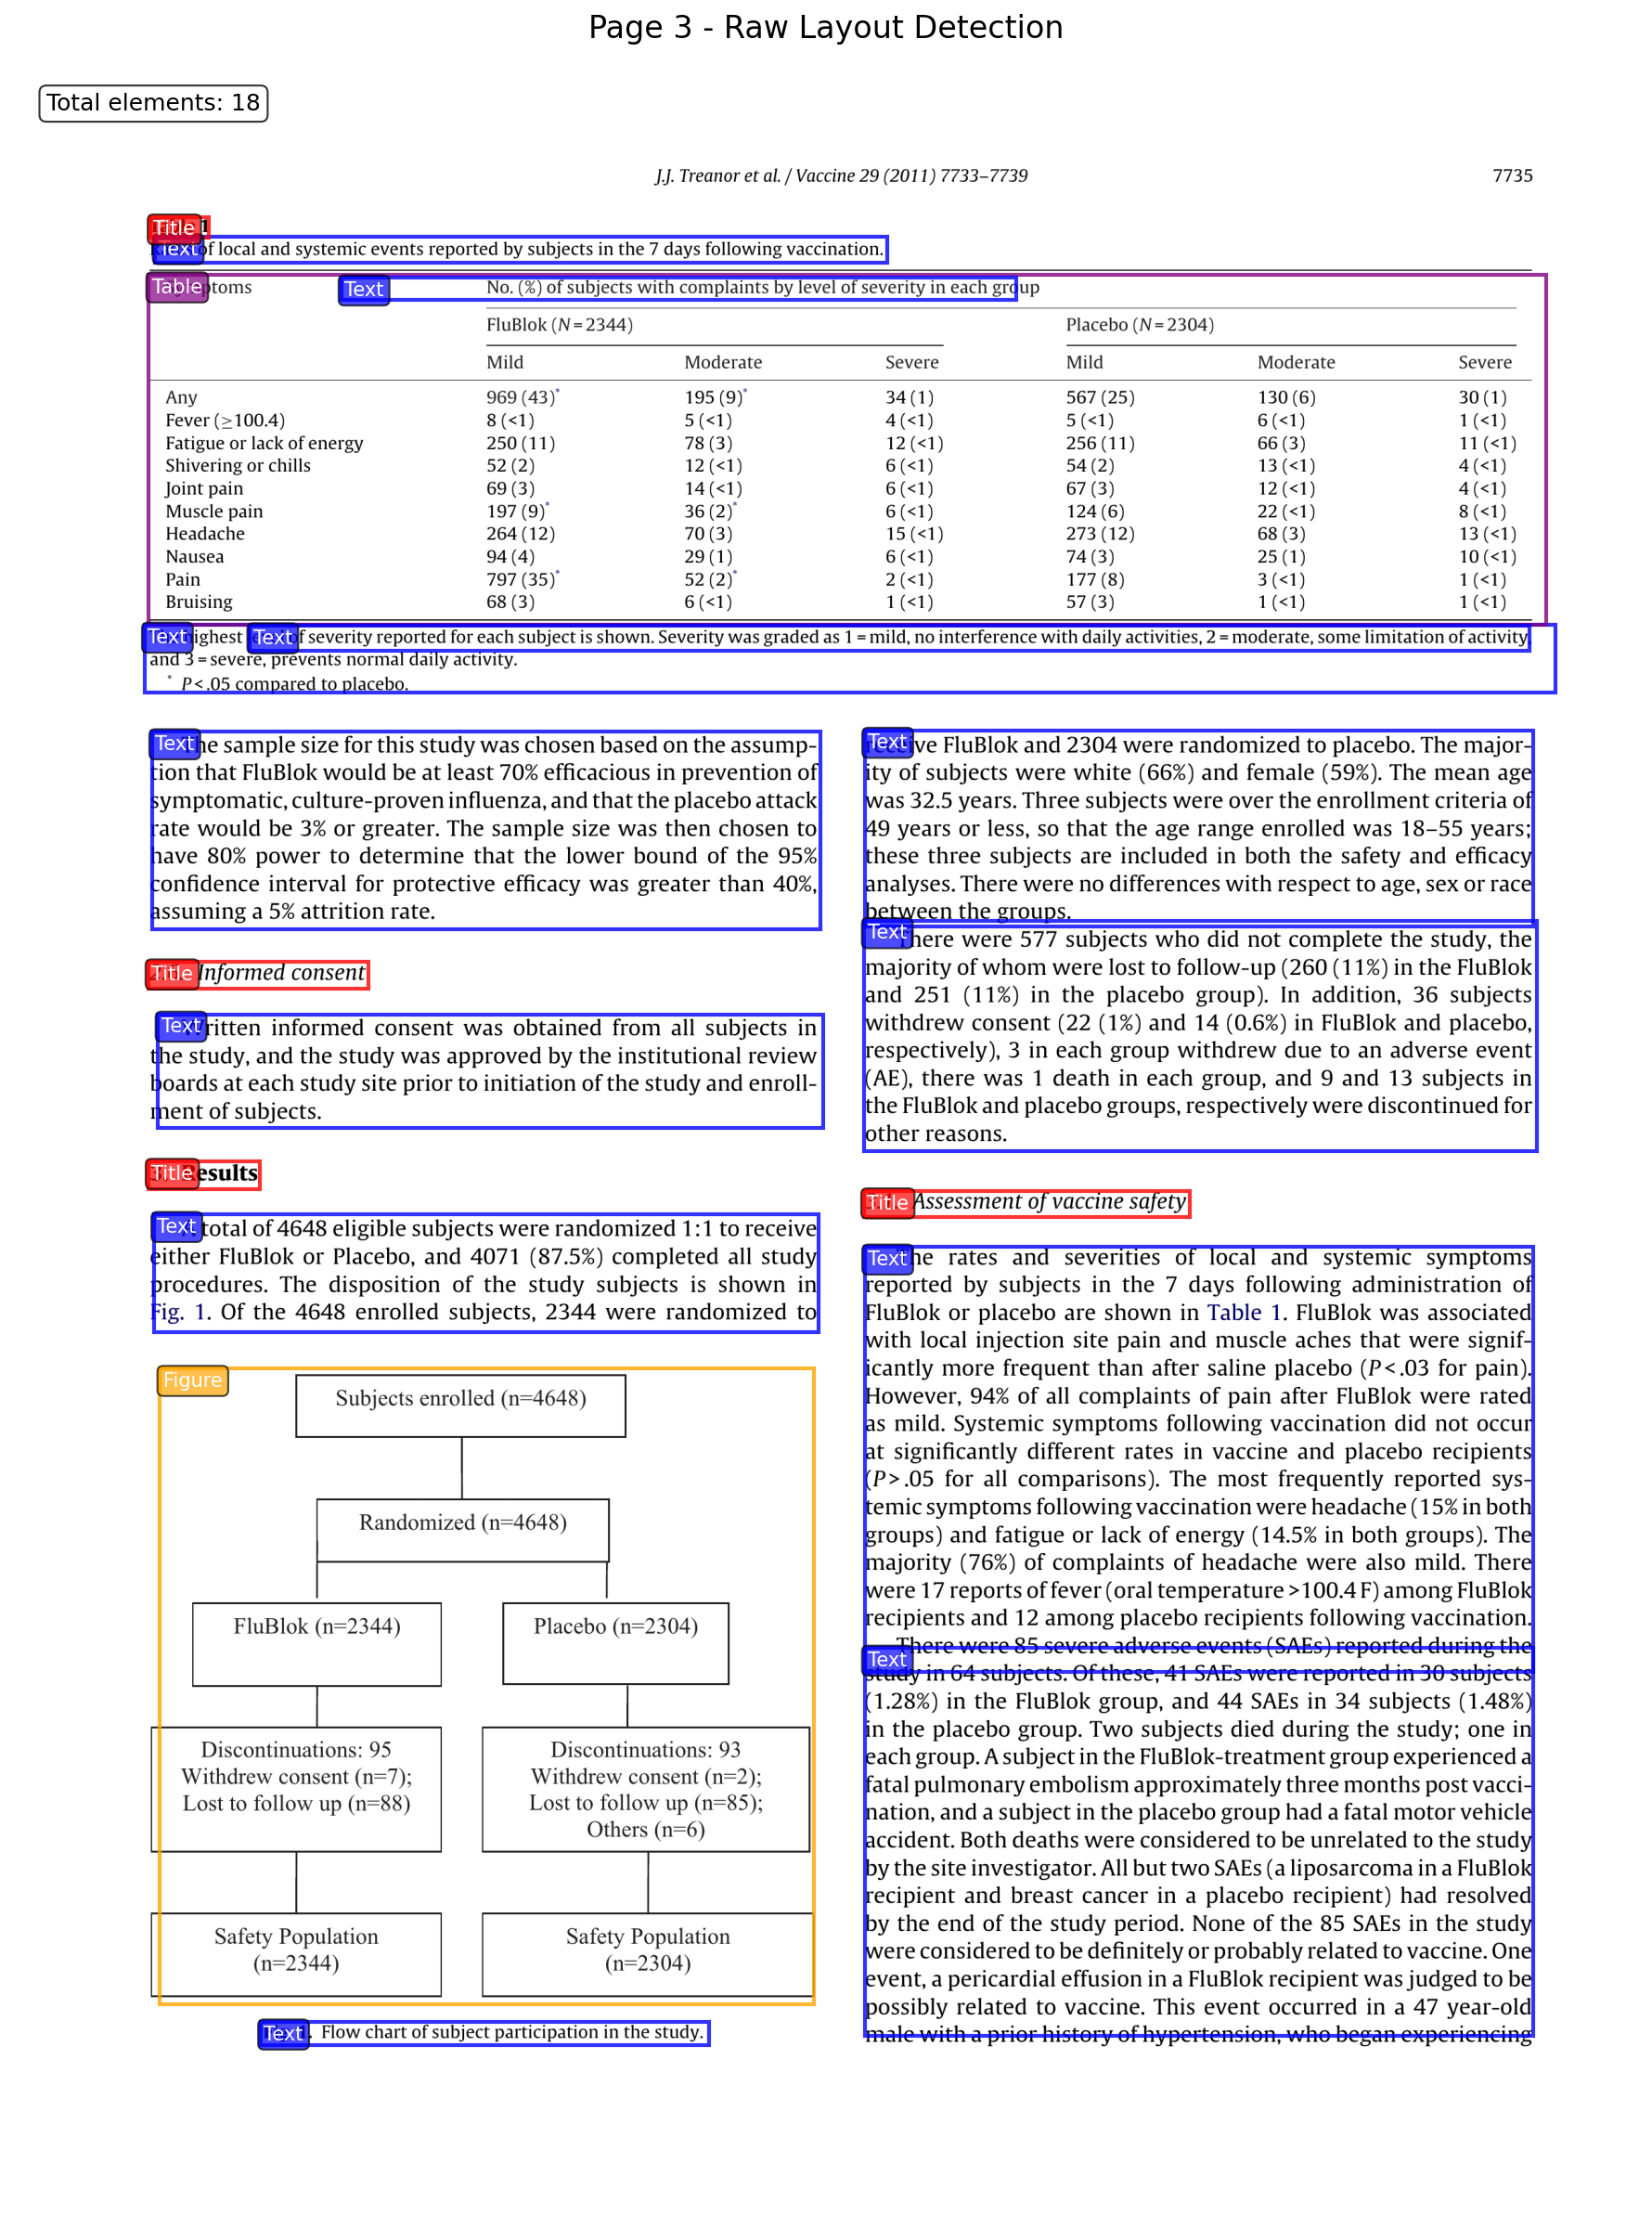 Page 3 - Raw Layout Detection
Total elements: 18
J.J. Treanor et al. / Vaccine 29 (2011) 7733–7739
7735
Title
1
Text
of local and systemic events reported by subjects in the 7 days following vaccination.
Table
ptoms
Text
No. (%) of subjects with complaints by level of severity in each group
FluBlok (N = 2344)
Placebo (N = 2304)
Mild Moderate Severe Mild Moderate Severe
Any 969 (43)* 195 (9)* 34 (1) 567 (25) 130 (6) 30 (1)
Fever (≥100.4) 8 (<1) 5 (<1) 4 (<1) 5 (<1) 6 (<1) 1 (<1)
Fatigue or lack of energy 250 (11) 78 (3) 12 (<1) 256 (11) 66 (3) 11 (<1)
Shivering or chills 52 (2) 12 (<1) 6 (<1) 54 (2) 13 (<1) 4 (<1)
Joint pain 69 (3) 14 (<1) 6 (<1) 67 (3) 12 (<1) 4 (<1)
Muscle pain 197 (9)* 36 (2)* 6 (<1) 124 (6) 22 (<1) 8 (<1)
Headache 264 (12) 70 (3) 15 (<1) 273 (12) 68 (3) 13 (<1)
Nausea 94 (4) 29 (1) 6 (<1) 74 (3) 25 (1) 10 (<1)
Pain 797 (35)* 52 (2)* 2 (<1) 177 (8) 3 (<1) 1 (<1)
Bruising 68 (3) 6 (<1) 1 (<1) 57 (3) 1 (<1) 1 (<1)
Text ighest Text of severity reported for each subject is shown. Severity was graded as 1 = mild, no interference with daily activities, 2 = moderate, some limitation of activity,
and 3 = severe, prevents normal daily activity.
* P < .05 compared to placebo.
Text
The sample size for this study was chosen based on the assump-
tion that FluBlok would be at least 70% efficacious in prevention of
symptomatic, culture-proven influenza, and that the placebo attack
rate would be 3% or greater. The sample size was then chosen to
have 80% power to determine that the lower bound of the 95%
confidence interval for protective efficacy was greater than 40%,
assuming a 5% attrition rate.
Title
Informed consent
Text
Written informed consent was obtained from all subjects in
the study, and the study was approved by the institutional review
boards at each study site prior to initiation of the study and enroll-
ment of subjects.
Title
Results
Text
A total of 4648 eligible subjects were randomized 1:1 to receive
either FluBlok or Placebo, and 4071 (87.5%) completed all study
procedures. The disposition of the study subjects is shown in
Fig. 1. Of the 4648 enrolled subjects, 2344 were randomized to
Figure
Subjects enrolled (n=4648)
Randomized (n=4648)
FluBlok (n=2344)
Placebo (n=2304)
Discontinuations: 95
Withdrew consent (n=7);
Lost to follow up (n=88)
Discontinuations: 93
Withdrew consent (n=2);
Lost to follow up (n=85);
Others (n=6)
Safety Population
(n=2344)
Safety Population
(n=2304)
Text
Flow chart of subject participation in the study.
Text
receive FluBlok and 2304 were randomized to placebo. The major-
ity of subjects were white (66%) and female (59%). The mean age
was 32.5 years. Three subjects were over the enrollment criteria of
49 years or less, so that the age range enrolled was 18–55 years;
these three subjects are included in both the safety and efficacy
analyses. There were no differences with respect to age, sex or race
between the groups.
Text
There were 577 subjects who did not complete the study, the
majority of whom were lost to follow-up (260 (11%) in the FluBlok
and 251 (11%) in the placebo group). In addition, 36 subjects
withdrew consent (22 (1%) and 14 (0.6%) in FluBlok and placebo,
respectively), 3 in each group withdrew due to an adverse event
(AE), there was 1 death in each group, and 9 and 13 subjects in
the FluBlok and placebo groups, respectively were discontinued for
other reasons.
Title
Assessment of vaccine safety
Text
The rates and severities of local and systemic symptoms
reported by subjects in the 7 days following administration of
FluBlok or placebo are shown in Table 1. FluBlok was associated
with local injection site pain and muscle aches that were signif-
icantly more frequent than after saline placebo (P < .03 for pain).
However, 94% of all complaints of pain after FluBlok were rated
as mild. Systemic symptoms following vaccination did not occur
at significantly different rates in vaccine and placebo recipients
(P > .05 for all comparisons). The most frequently reported sys-
temic symptoms following vaccination were headache (15% in both
groups) and fatigue or lack of energy (14.5% in both groups). The
majority (76%) of complaints of headache were also mild. There
were 17 reports of fever (oral temperature >100.4 F) among FluBlok
recipients and 12 among placebo recipients following vaccination.
There were 85 severe adverse events (SAEs) reported during the
Text
study in 64 subjects. Of these, 41 SAEs were reported in 30 subjects
(1.28%) in the FluBlok group, and 44 SAEs in 34 subjects (1.48%)
in the placebo group. Two subjects died during the study; one in
each group. A subject in the FluBlok-treatment group experienced a
fatal pulmonary embolism approximately three months post vacci-
nation, and a subject in the placebo group had a fatal motor vehicle
accident. Both deaths were considered to be unrelated to the study
by the site investigator. All but two SAEs (a liposarcoma in a FluBlok
recipient and breast cancer in a placebo recipient) had resolved
by the end of the study period. None of the 85 SAEs in the study
were considered to be definitely or probably related to vaccine. One
event, a pericardial effusion in a FluBlok recipient was judged to be
possibly related to vaccine. This event occurred in a 47 year-old
male with a prior history of hypertension, who began experiencing